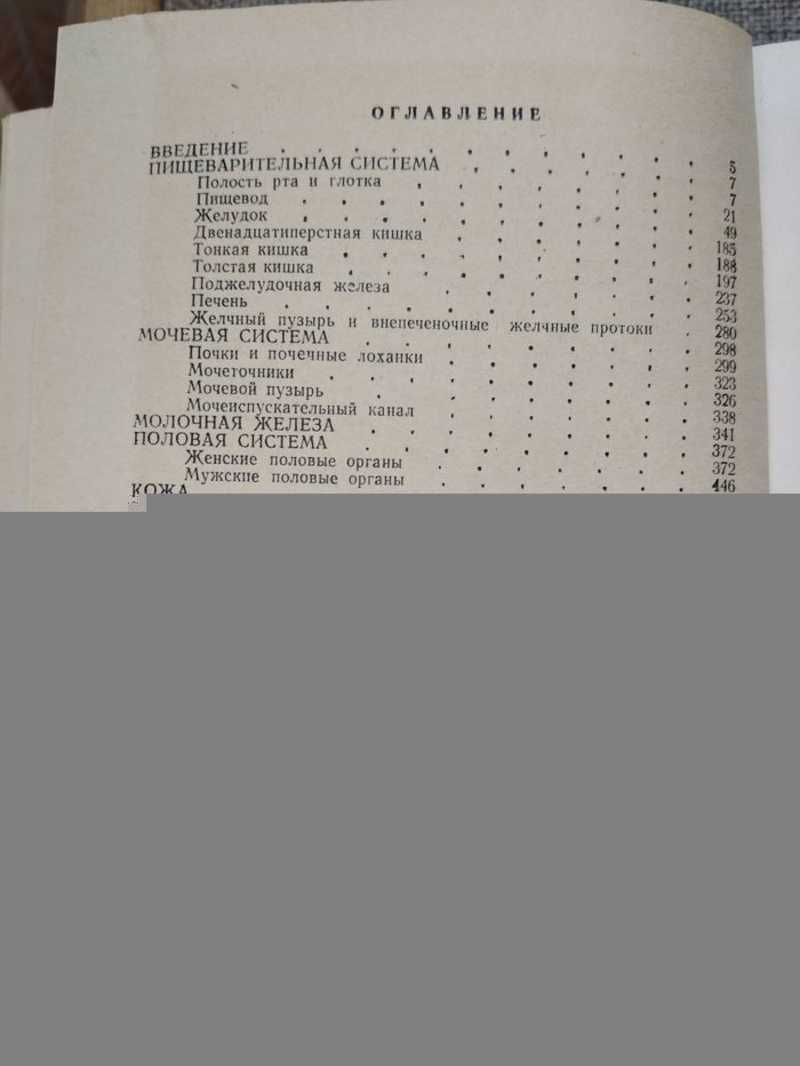 ОГЛАВЛЕНИЕ
ВВЕДЕНИЕ 5
ПИЩЕВАРИТЕЛЬНАЯ СИСТЕМА 7
Полость рта и глотка 7
Пищевод 21
Желудок 49
Двенадцатиперстная кишка 185
Тонкая кишка 188
Толстая кишка 197
Поджелудочная железа 237
Печень 253
Желчный пузырь и внепеченочные желчные протоки 280
МОЧЕВАЯ СИСТЕМА 298
Почки и почечные лоханки 299
Мочеточники 323
Мочевой пузырь 326
Мочеиспускательный канал 338
МОЛОЧНАЯ ЖЕЛЕЗА 341
ПОЛОВАЯ СИСТЕМА 372
Женские половые органы 372
Мужские половые органы 446
КОЖА